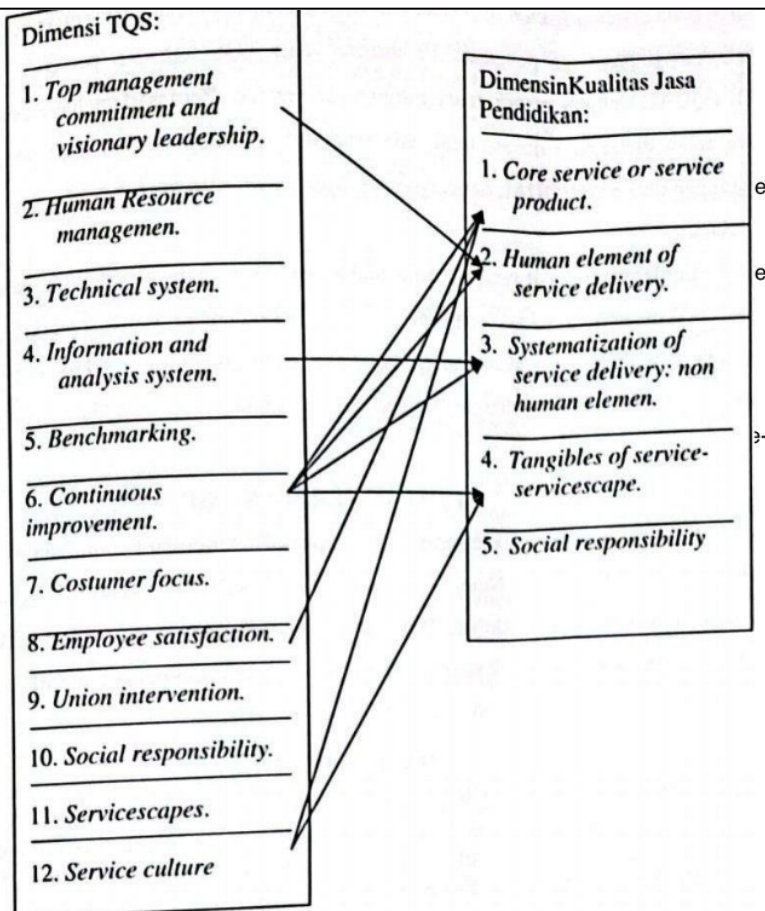 Dimensi TQS:
1. Top management
commitment and
visionary leadership.
2. Human Resource
managemen.
3. Technical system.
4. Information and
analysis system.
5. Benchmarking.
6. Continuous
improvement.
7. Costumer focus.
8. Employee satisfaction.
9. Union intervention.
10. Social responsibility.
11. Servicescapes.
12. Service culture
DimensinKualitas Jasa
Pendidikan:
1. Core service or service
product.
2. Human element of
service delivery.
3. Systematization of
service delivery: non
human elemen.
4. Tangibles of service-
servicescape.
5. Social responsibility
e
e
e-